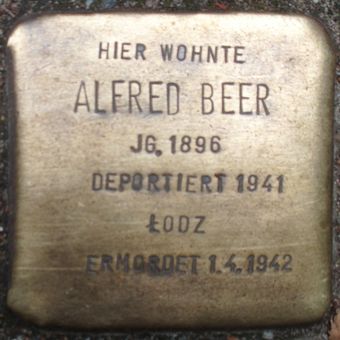 HIER WOHNTE
ALFRED BEER
JG. 1896
DEPORTIERT 1941
ŁODZ
ERMORDET 1.4.1942